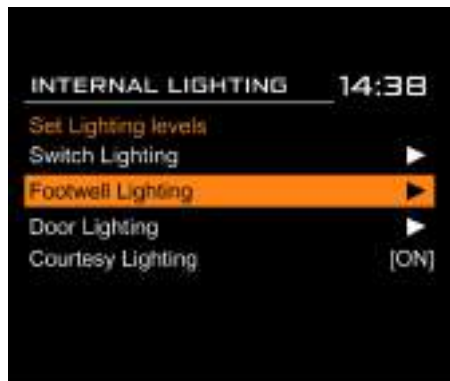 INTERNAL LIGHTING 14:38
Set Lighting levels
Switch Lighting
Footwell Lighting
Door Lighting
Courtesy Lighting [ON]